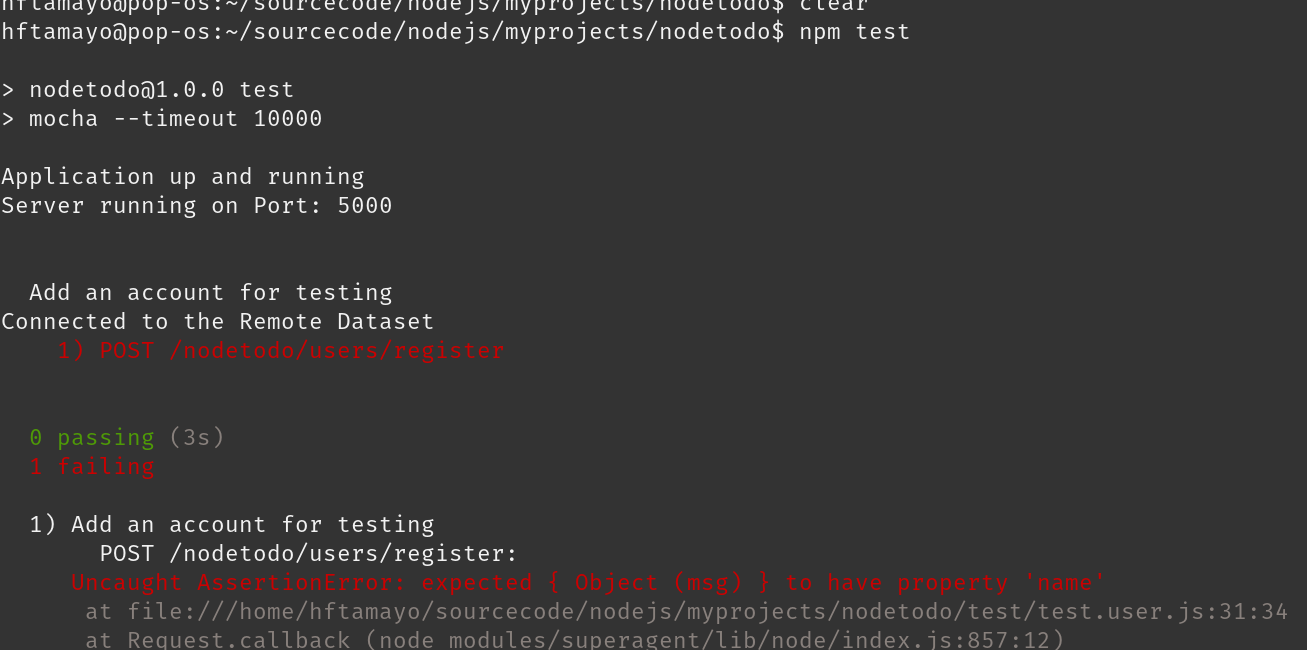 hftamayo@pop-os:~/sourcecode/nodejs/myprojects/nodetodo$ clear
hftamayo@pop-os:~/sourcecode/nodejs/myprojects/nodetodo$ npm test
> nodetodo@1.0.0 test
> mocha --timeout 10000
Application up and running
Server running on Port: 5000
Add an account for testing
Connected to the Remote Dataset
1) POST /nodetodo/users/register
0 passing (3s)
1 failing
1) Add an account for testing
POST /nodetodo/users/register:
Uncaught AssertionError: expected { Object (msg) } to have property 'name'
at file:///home/hftamayo/sourcecode/nodejs/myprojects/nodetodo/test/test.user.js:31:34
at Request.callback (node_modules/superagent/lib/node/index.js:857:12)